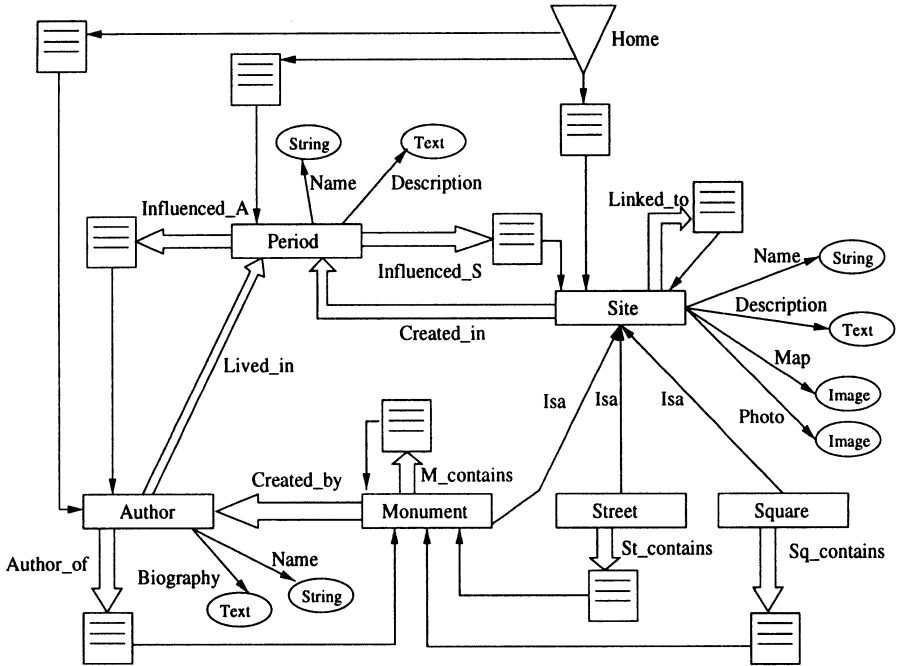 Home
String
Text
Name
Description
Linked_to
Influenced_A
Period
Influenced_S
Name
String
Site
Description
Text
Created_in
Map
Image
Lived_in
Isa
Isa
Isa
Photo
Image
Created_by
M_contains
Author
Monument
Street
Square
Author_of
St_contains
Sq_contains
Name
Biography
String
Text